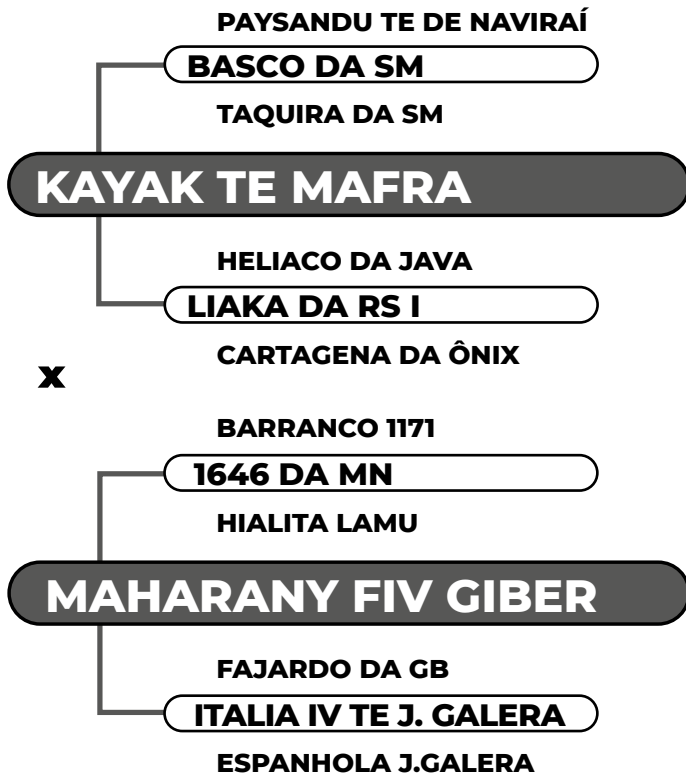 PAYSANDU TE DE NAVIRAÍ
BASCO DA SM
TAQUIRA DA SM
KAYAK TE MAFRA
HELIACO DA JAVA
LIAKA DA RS I
CARTAGENA DA ÔNIX
X
BARRANCO 1171
1646 DA MN
HIALITA LAMU
MAHARANY FIV GIBER
FAJARDO DA GB
ITALIA IV TE J. GALERA
ESPANHOLA J.GALERA